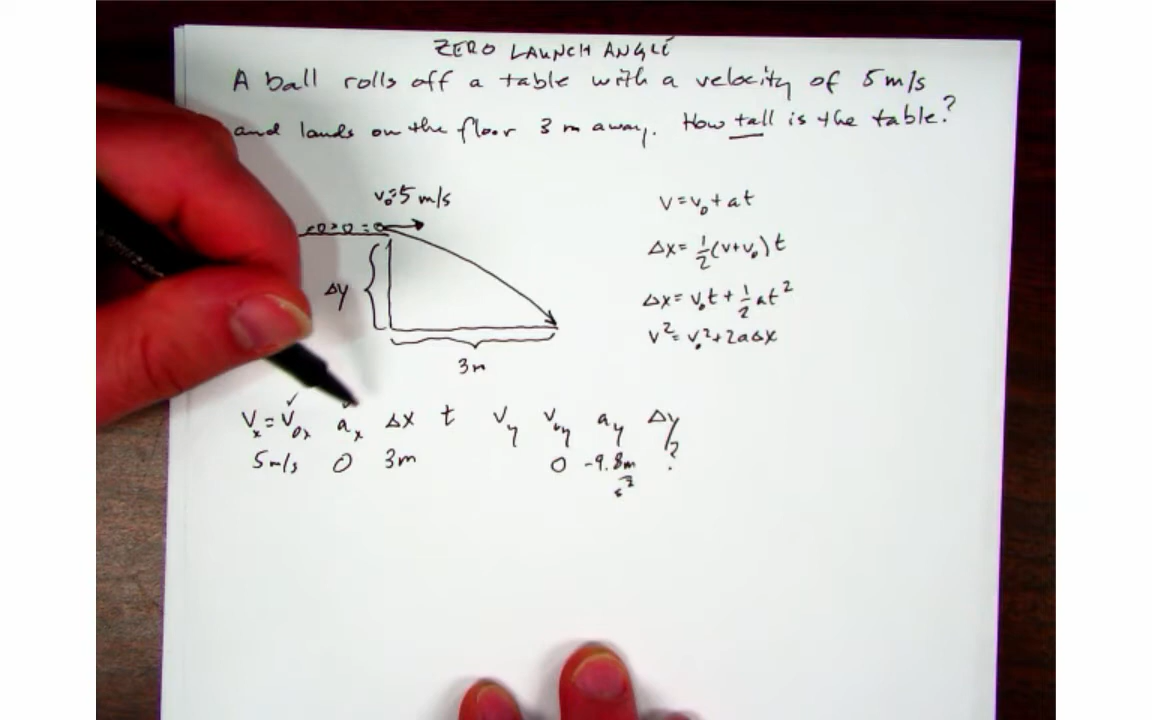 ZERO LAUNCH ANGLE
A ball rolls off a table with a velocity of 5 m/s
and lands on the floor 3 m away. How tall is the table?
v₀=5 m/s
Δy
3m
v=v₀+at
Δx=½(v+v₀)t
Δx=v₀t+½at²
v²=v₀²+2aΔx
Vₓ=V₀ₓ aₓ Δx t V_y V₀y a_y Δy
5m/s 0 3m 0 -9.8m/s² ?